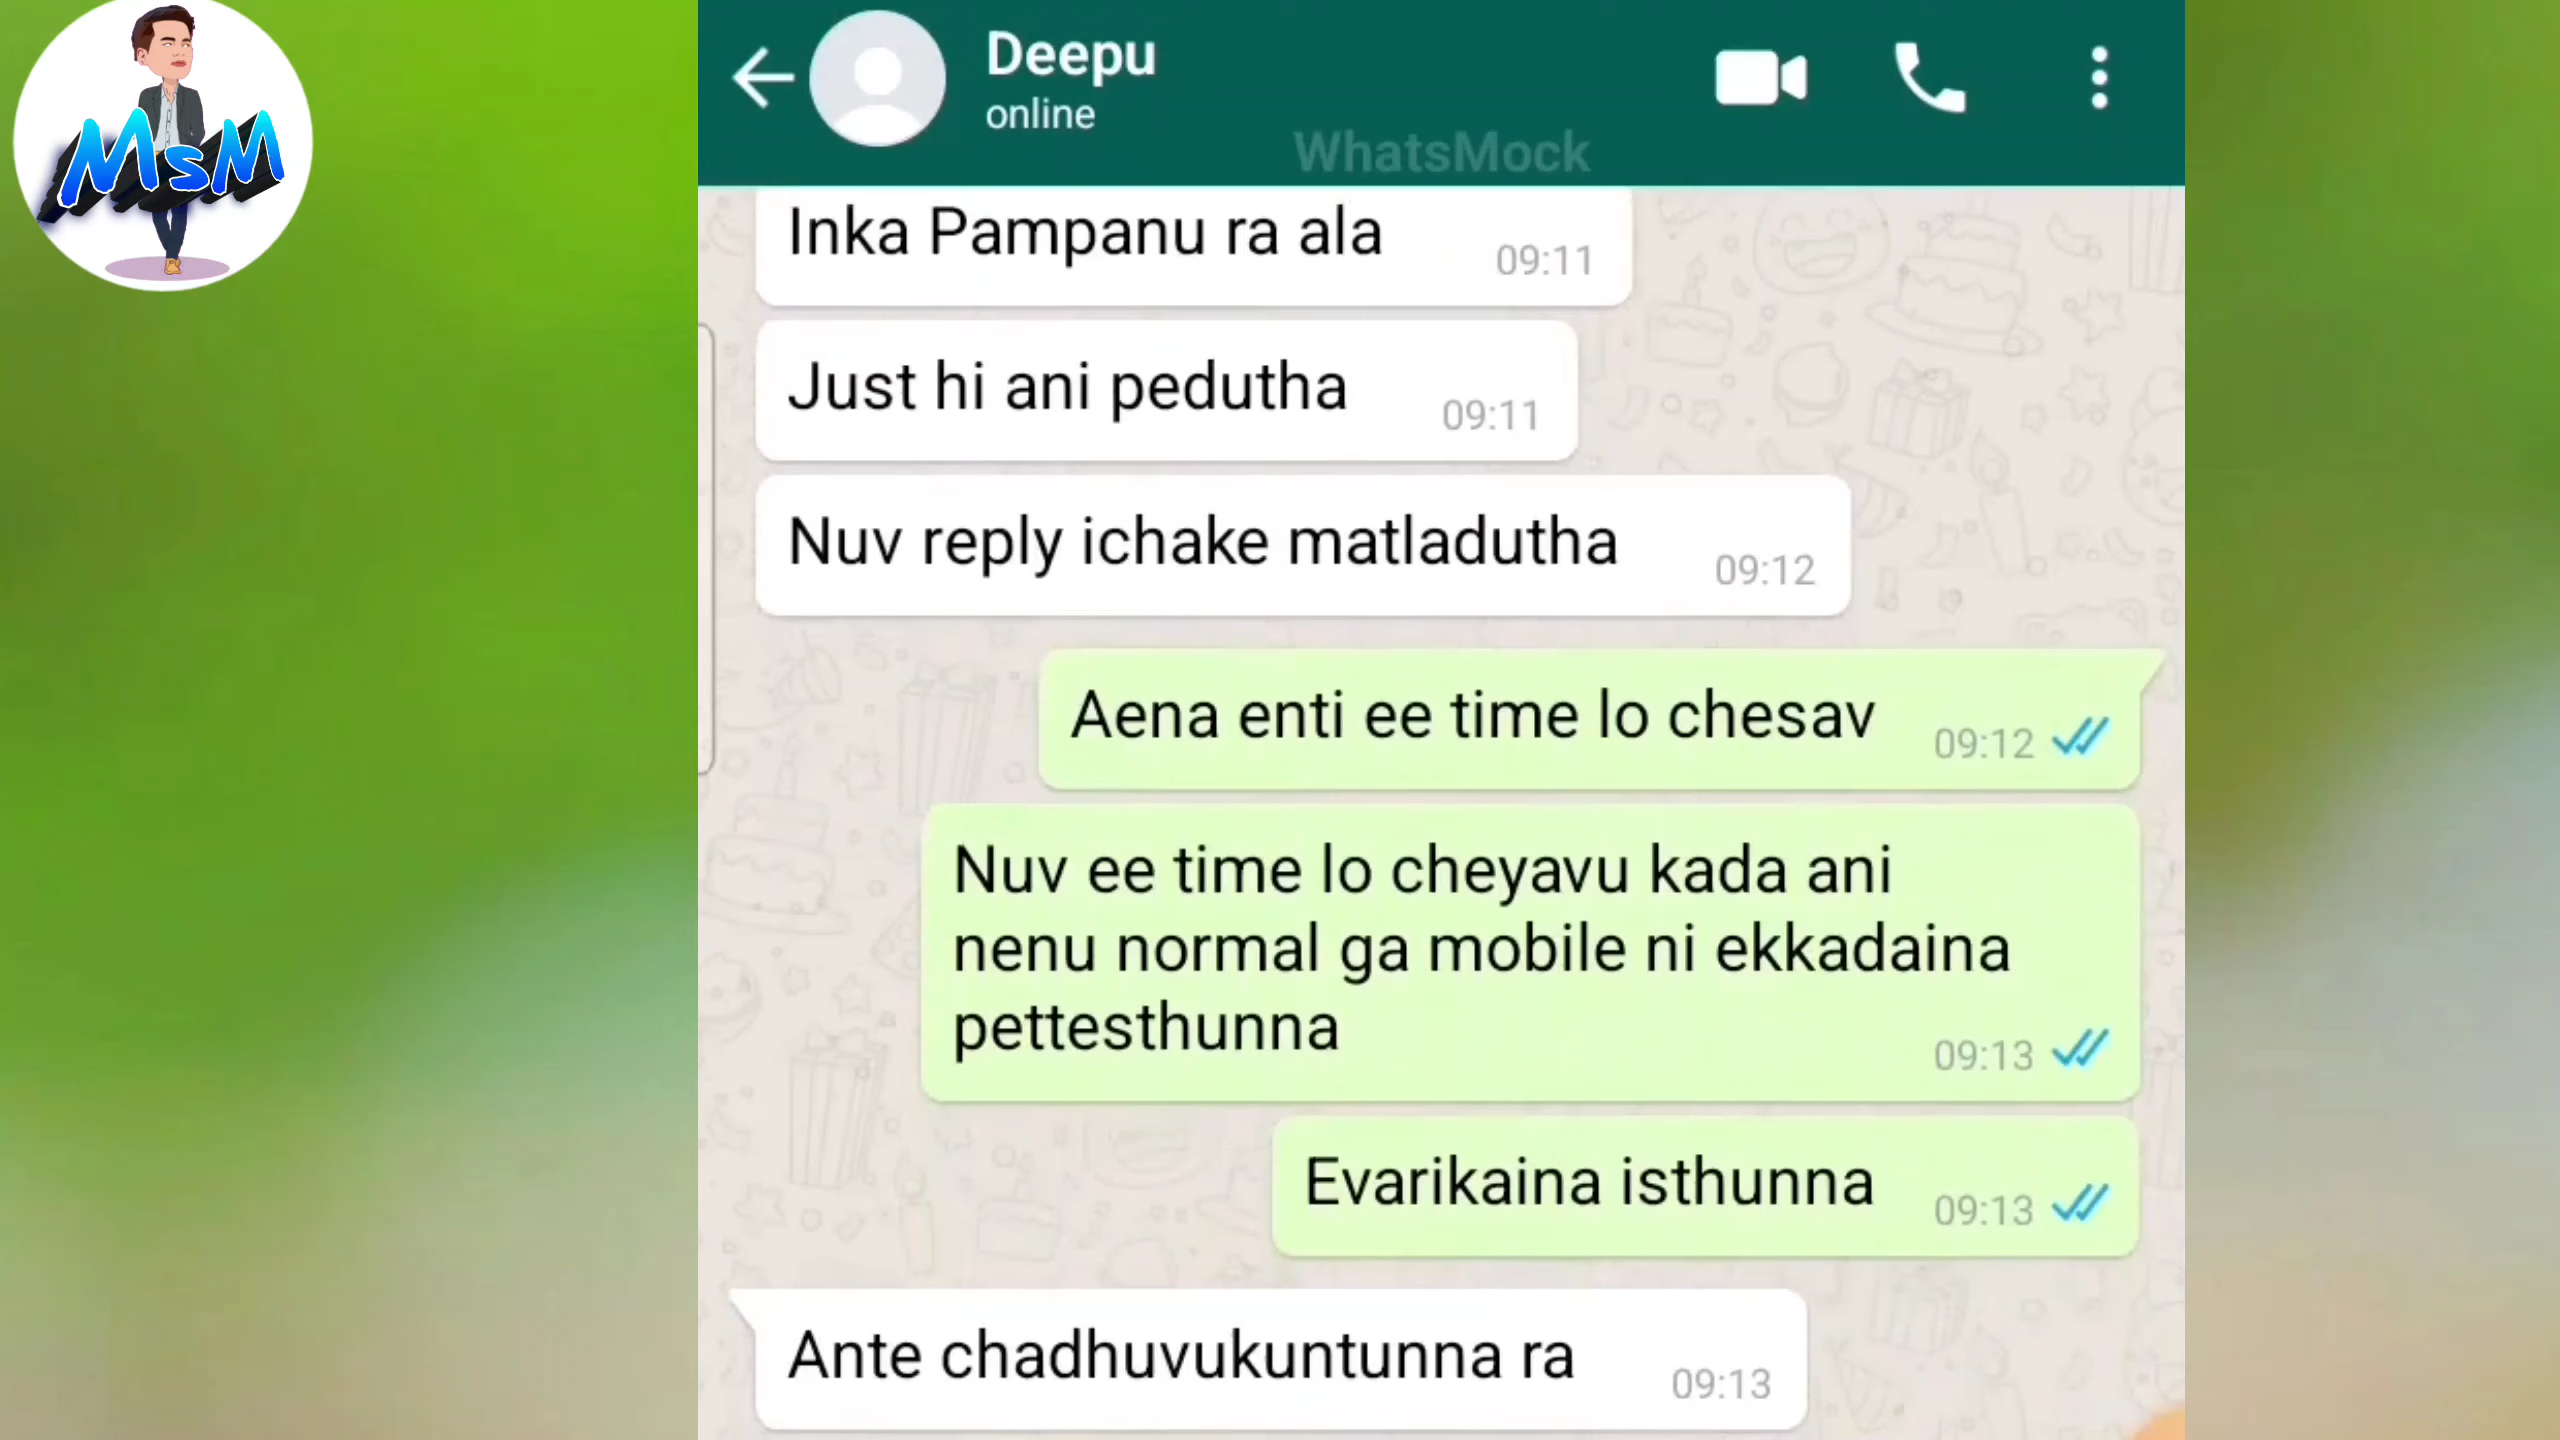 MsM
Deepu
online
WhatsMock
Inka Pampanu ra ala
09:11
Just hi ani pedutha
09:11
Nuv reply ichake matladutha
09:12
Aena enti ee time lo chesav
09:12
Nuv ee time lo cheyavu kada ani
nenu normal ga mobile ni ekkadaina
pettesthunna
09:13
Evarikaina isthunna
09:13
Ante chadhuvukuntunna ra
09:13